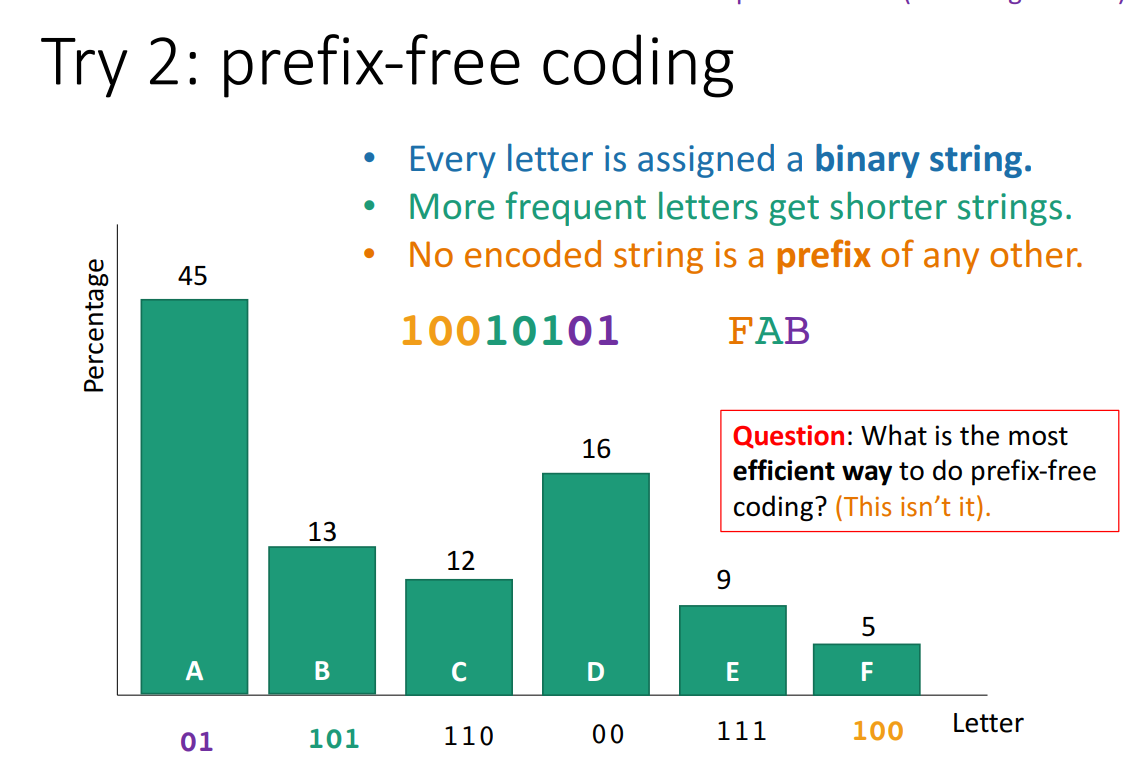 Try 2: prefix-free coding
• Every letter is assigned a binary string.
• More frequent letters get shorter strings.
• No encoded string is a prefix of any other.
10010101 FAB
Percentage
45
13
12
16
9
5
Question: What is the most
efficient way to do prefix-free
coding? (This isn’t it).
A B C D E F
01 101 110 00 111 100
Letter